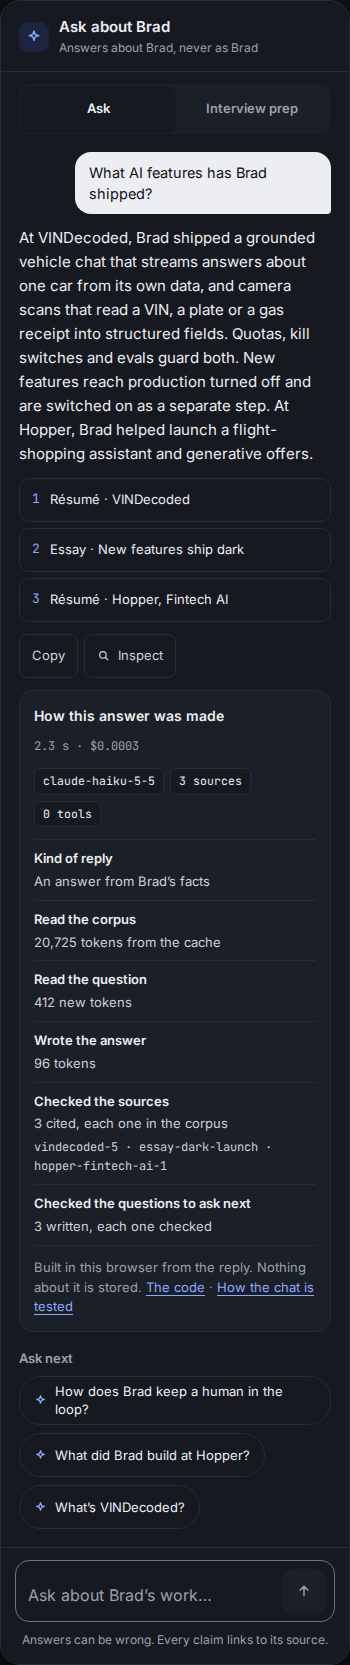 Ask about Brad
Answers about Brad, never as Brad
Ask
Interview prep
What AI features has Brad
shipped?
At VINDecoded, Brad shipped a grounded
vehicle chat that streams answers about
one car from its own data, and camera
scans that read a VIN, a plate or a gas
receipt into structured fields. Quotas, kill
switches and evals guard both. New
features reach production turned off and
are switched on as a separate step. At
Hopper, Brad helped launch a flight-
shopping assistant and generative offers.
1 Résumé · VINDecoded
2 Essay · New features ship dark
3 Résumé · Hopper, Fintech AI
Copy
Inspect
How this answer was made
2.3 s · $0.0003
claude-haiku-5-5
3 sources
0 tools
Kind of reply
An answer from Brad’s facts
Read the corpus
20,725 tokens from the cache
Read the question
412 new tokens
Wrote the answer
96 tokens
Checked the sources
3 cited, each one in the corpus
vindecoded-5 · essay-dark-launch ·
hopper-fintech-ai-1
Checked the questions to ask next
3 written, each one checked
Built in this browser from the reply. Nothing
about it is stored. The code · How the chat is
tested
Ask next
How does Brad keep a human in the
loop?
What did Brad build at Hopper?
What’s VINDecoded?
Ask about Brad’s work…
Answers can be wrong. Every claim links to its source.